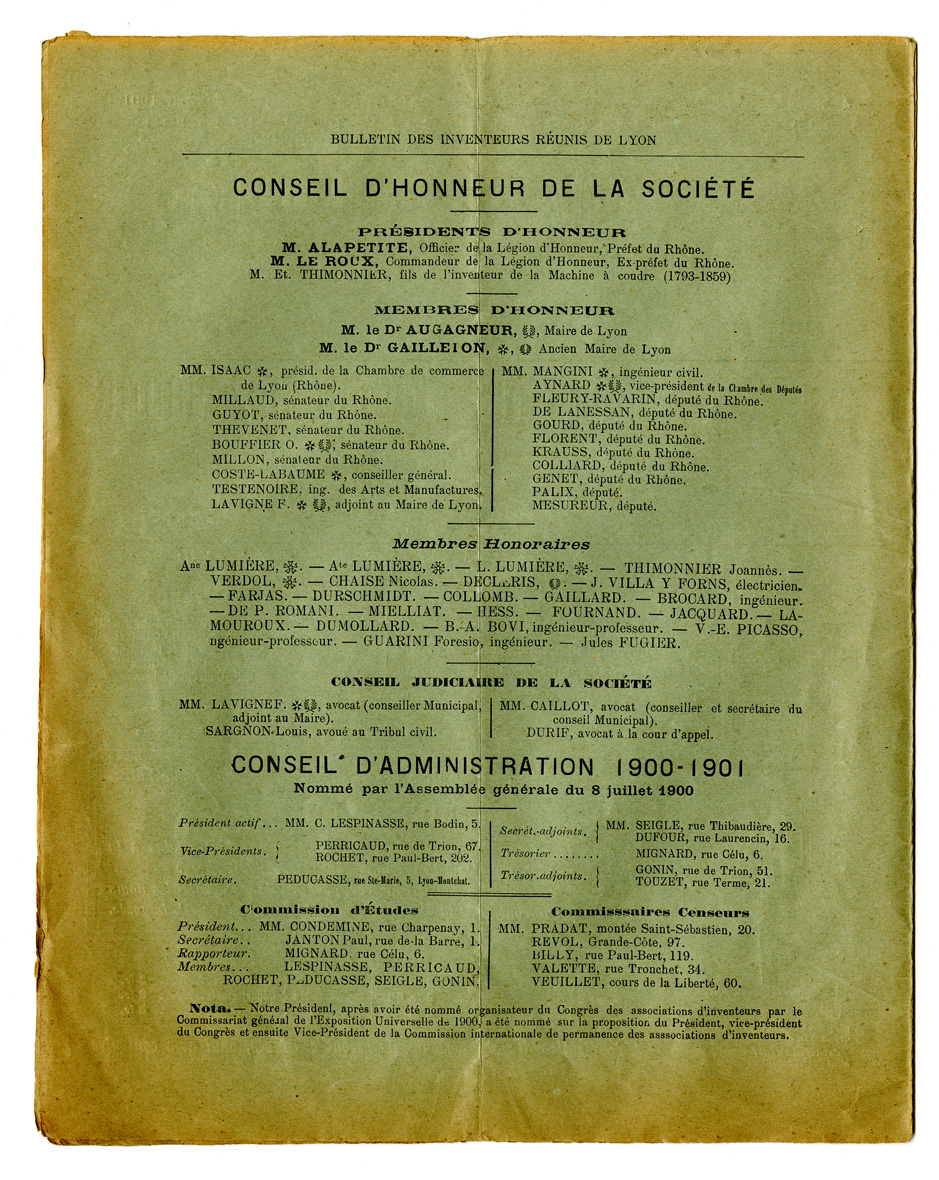 BULLETIN DES INVENTEURS RÉUNIS DE LYON
CONSEIL D'HONNEUR DE LA SOCIÉTÉ
PRÉSIDENTS D'HONNEUR
M. ALAPETITE, Officier de la Légion d'Honneur, Préfet du Rhône.
M. LE ROUX, Commandeur de la Légion d'Honneur, Ex-préfet du Rhône.
M. Et. THIMONNIER, fils de l'inventeur de la Machine à coudre (1793-1859)
MEMBRES D'HONNEUR
M. le Dr AUGAGNEUR, Maire de Lyon
M. le Dr GAILLEION, Ancien Maire de Lyon
MM. ISAAC, présid. de la Chambre de commerce
de Lyon (Rhône).
MILLAUD, sénateur du Rhône.
GUYOT, sénateur du Rhône.
THEVENET, sénateur du Rhône.
BOUFFIER O. sénateur du Rhône.
MILLON, sénateur du Rhône.
COSTE-LABAUME, conseiller général.
TESTENOIRE, ing. des Arts et Manufactures.
LAVIGNE F. adjoint au Maire de Lyon.
MM. MANGINI, ingénieur civil.
AYNARD, vice-président de la Chambre des Députés
FLEURY-RAVARIN, député du Rhône.
DE LANESSAN, député du Rhône.
GOURD, député du Rhône.
FLORENT, député du Rhône.
KRAUSS, député du Rhône.
COLLIARD, député du Rhône.
GENET, député du Rhône.
PALIX, député.
MESUREUR, député.
Membres Honoraires
Ane LUMIÈRE, — Ate LUMIÈRE, — L. LUMIÈRE, — THIMONNIER Joannès. —
VERDOL, — CHAISE Nicolas. — DECLERIS, — J. VILLA Y FORNS, électricien.
— FARJAS. — DURSCHMIDT. — COLLOMB. — GAILLARD. — BROCARD, ingénieur.
— DE P. ROMANI. — MIELLIAT. — HESS. — FOURNAND. — JACQUARD. — LA-
MOUROUX. — DUMOLLARD. — B.-A. BOVI, ingénieur-professeur. — V.-E. PICASSO,
ngénieur-professeur. — GUARINI Foresio, ingénieur. — Jules FUGIER.
CONSEIL JUDICIAIRE DE LA SOCIÉTÉ
MM. LAVIGNEF. avocat (conseiller Municipal,
adjoint au Maire).
SARGNON-Louis, avoué au Tribul civil.
MM. CAILLOT, avocat (conseiller et secrétaire du
conseil Municipal).
DURIF, avocat à la cour d'appel.
CONSEIL D'ADMINISTRATION 1900-1901
Nommé par l'Assemblée générale du 8 juillet 1900
Président actif... MM. C. LESPINASSE, rue Bodin, 5.
Vice-Présidents. PERRICAUD, rue de Trion, 67.
ROCHET, rue Paul-Bert, 202.
Secrétaire. PEDUCASSE, rue Ste-Marie, 5, Lyon-Montchat.
Secrét.-adjoints. MM. SEIGLE, rue Thibaudière, 29.
DUFOUR, rue Laurencin, 16.
Trésorier ........ MIGNARD, rue Célu, 6.
Trésor.adjoints. GONIN, rue de Trion, 51.
TOUZET, rue Terme, 21.
Commission d'Études
Président... MM. CONDEMINE, rue Charpenay, 1.
Secrétaire.. JANTON Paul, rue de-la Barre, 1.
Rapporteur. MIGNARD. rue Célu, 6.
Membres... LESPINASSE, PERRICAUD,
ROCHET, PEDUCASSE, SEIGLE, GONIN.
Commisssaires Censeurs
MM. PRADAT, montée Saint-Sébastien, 20.
REVOL, Grande-Côte, 97.
BILLY, rue Paul-Bert, 119.
VALETTE, rue Tronchet, 34.
VEUILLET, cours de la Liberté, 60.
Nota. — Notre Président, après avoir été nommé organisateur du Congrès des associations d'inventeurs par le
Commissariat général de l'Exposition Universelle de 1900, a été nommé sur la proposition du Président, vice-président
du Congrès et ensuite Vice-Président de la Commission internationale de permanence des asssociations d'inventeurs.